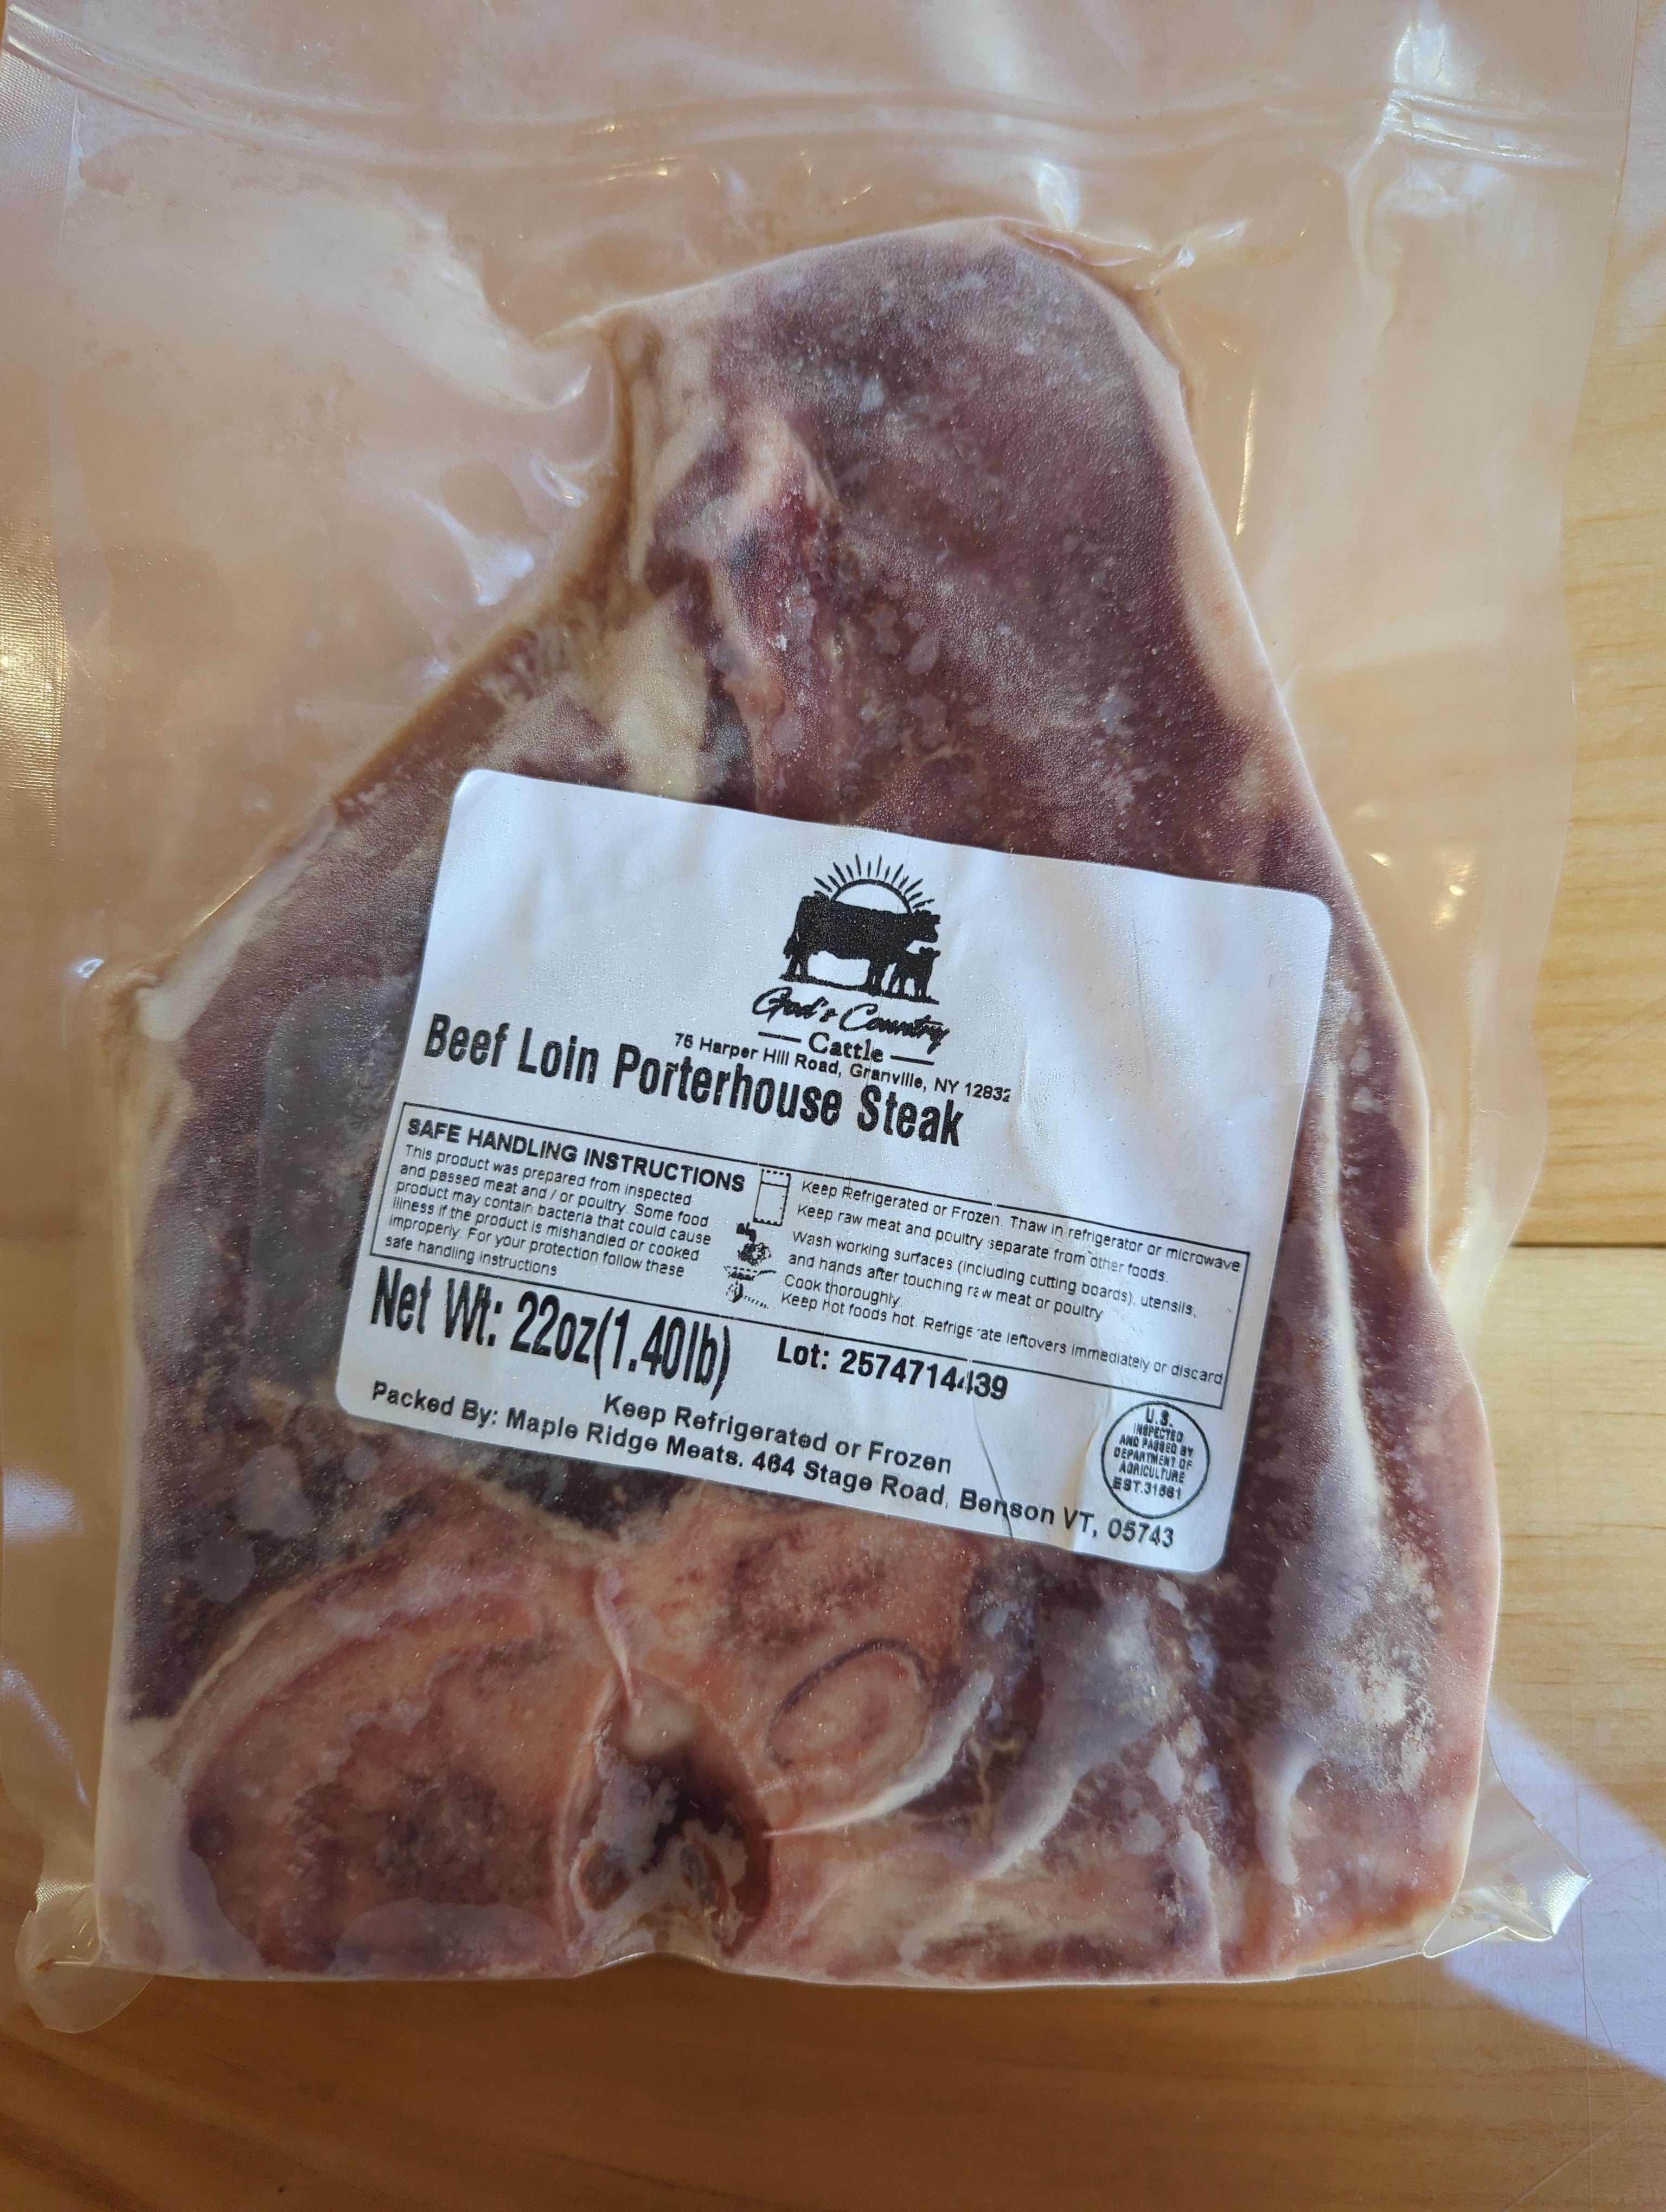 God's Country
Cattle
75 Harper Hill Road, Granville, NY 12832
Beef Loin Porterhouse Steak
SAFE HANDLING INSTRUCTIONS
This product was prepared from inspected
and passed meat and / or poultry. Some food
product may contain bacteria that could cause
illness if the product is mishandled or cooked
improperly. For your protection follow these
safe handling instructions
Keep Refrigerated or Frozen. Thaw in refrigerator or microwave
Keep raw meat and poultry separate from other foods.
Wash working surfaces (including cutting boards), utensils,
and hands after touching raw meat or poultry
Cook thoroughly
Keep hot foods hot. Refrigerate leftovers immediately or discard
Net Wt: 22oz(1.40lb)
Lot:
Keep Refrigerated or Frozen
Packed By: Maple Ridge Meats. 464 Stage Road, Benson VT, 05743
U.S.
INSPECTED
AND PASSED BY
DEPARTMENT OF
AGRICULTURE
EST.31561